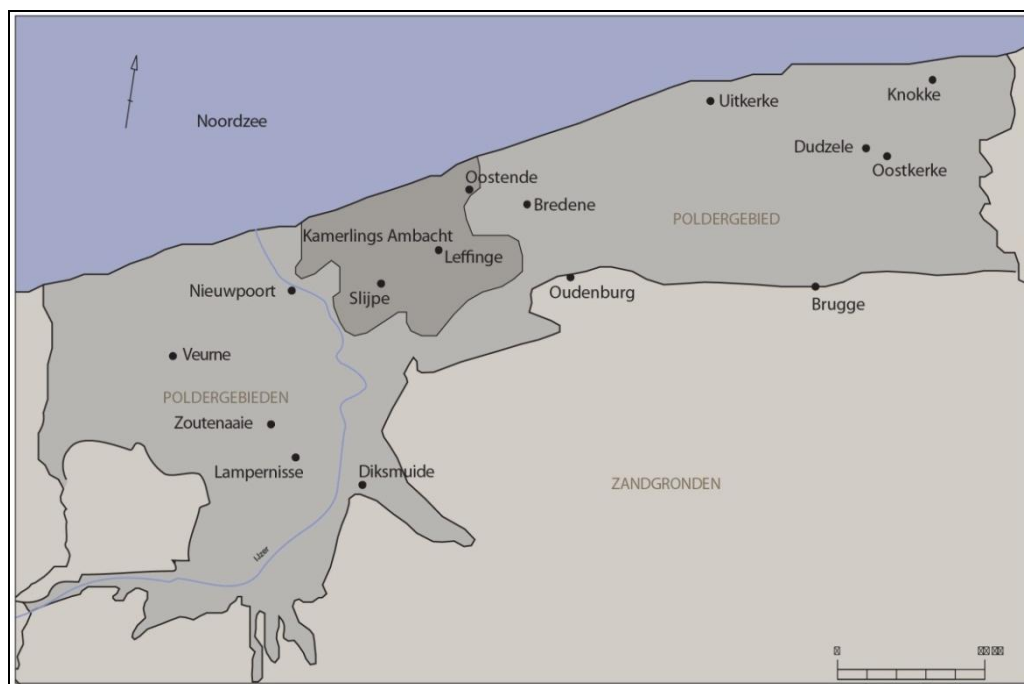 Noordzee
Knokke
Uitkerke
Dudzele
Oostkerke
Oostende
Bredene
POLDERGEBIED
Kamerlings Ambacht
Leffinge
Slijpe
Nieuwpoort
Oudenburg
Brugge
Veurne
POLDERGEBIEDEN
Zoutenaaie
Lampernisse
Diksmuide
ZANDGRONDEN
IJzer